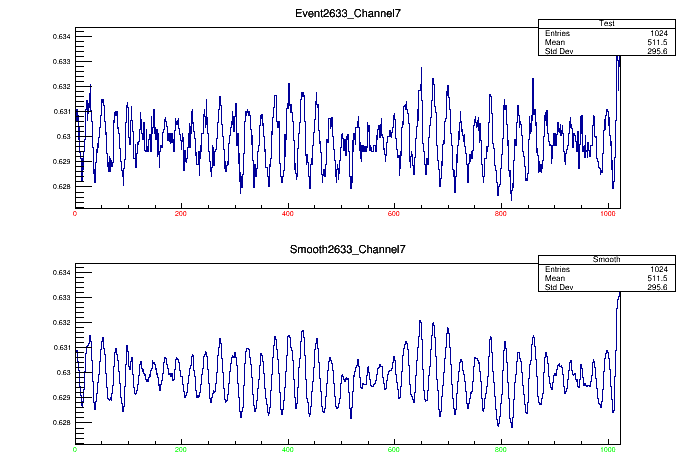 Event2633_Channel7
Test
Entries 1024
Mean 511.5
Std Dev 295.6
0.634
0.633
0.632
0.631
0.63
0.629
0.628
0 200 400 600 800 1000
Smooth2633_Channel7
Smooth
Entries 1024
Mean 511.5
Std Dev 295.6
0.634
0.633
0.632
0.631
0.63
0.629
0.628
0 200 400 600 800 1000